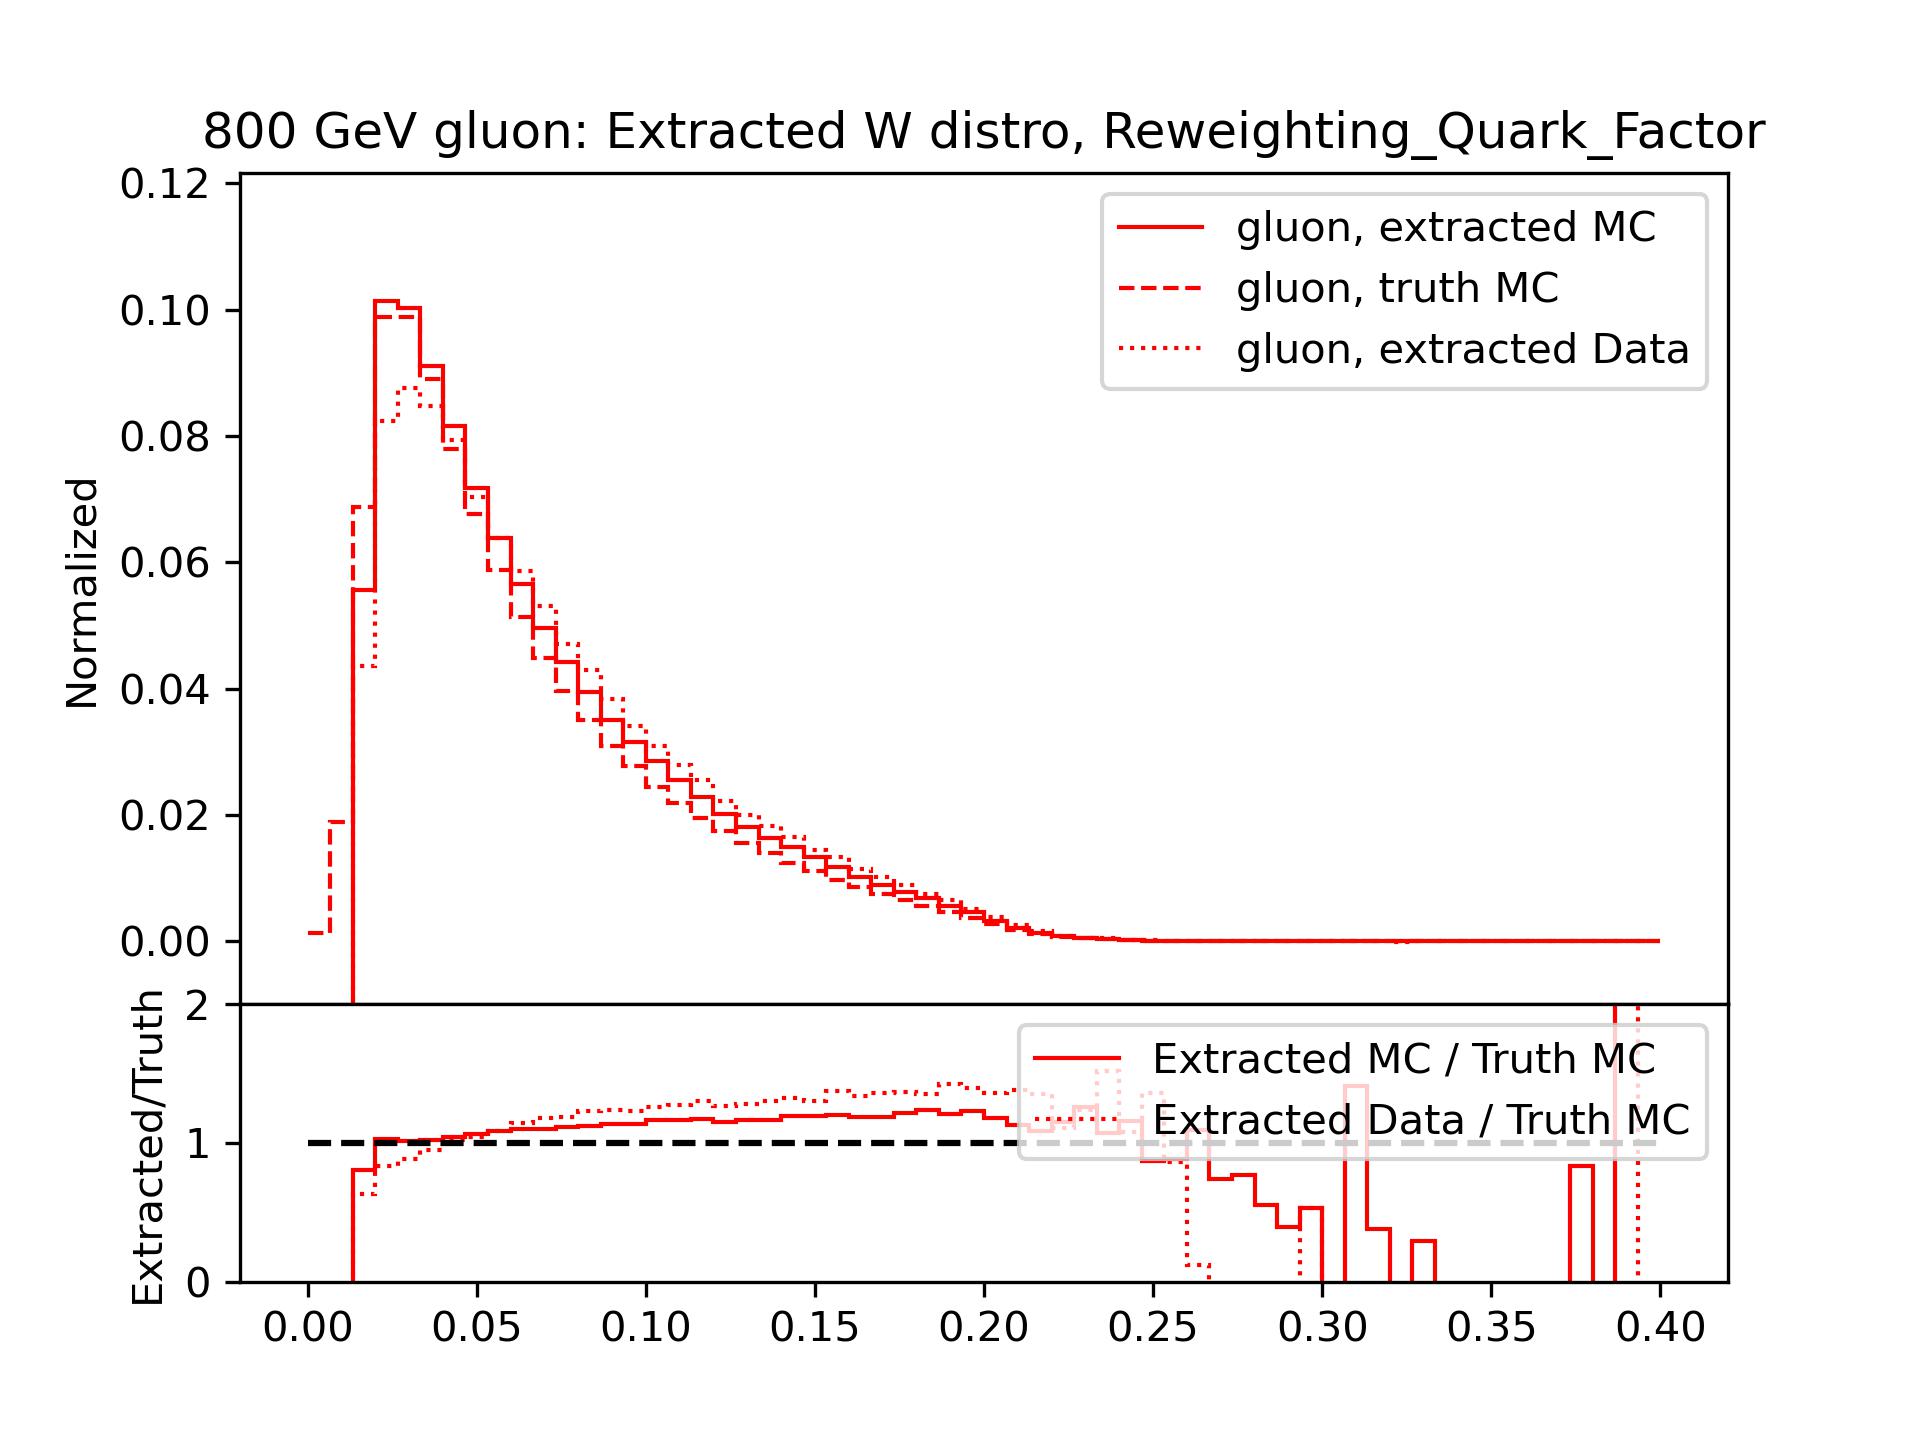 800 GeV gluon: Extracted W distro, Reweighting_Quark_Factor
0.12
0.10
0.08
0.06
0.04
0.02
0.00
Normalized
gluon, extracted MC
gluon, truth MC
gluon, extracted Data
2
1
0
Extracted/Truth
Extracted MC / Truth MC
Extracted Data / Truth MC
0.00 0.05 0.10 0.15 0.20 0.25 0.30 0.35 0.40